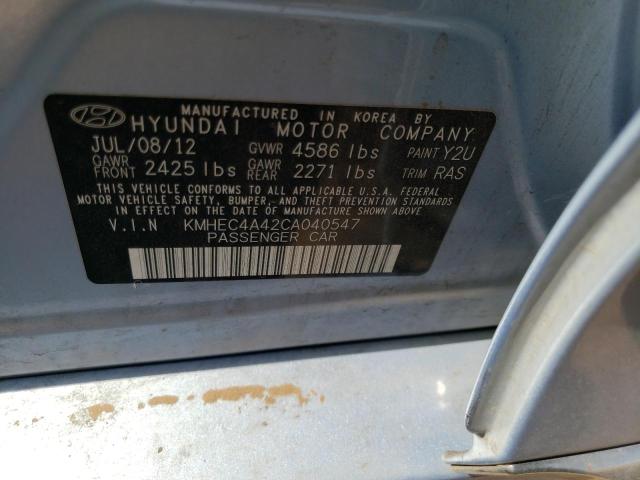 MANUFACTURED IN KOREA BY
HYUNDAI MOTOR COMPANY
JUL/08/12 GVWR 4586 lbs PAINT Y2U
GAWR FRONT 2425 lbs GAWR REAR 2271 lbs TRIM RAS
THIS VEHICLE CONFORMS TO ALL APPLICABLE U.S.A. FEDERAL
MOTOR VEHICLE SAFETY, BUMPER, AND THEFT PREVENTION STANDARDS
IN EFFECT ON THE DATE OF MANUFACTURE SHOWN ABOVE.
V.I.N KMHEC4A42CA040547
PASSENGER CAR